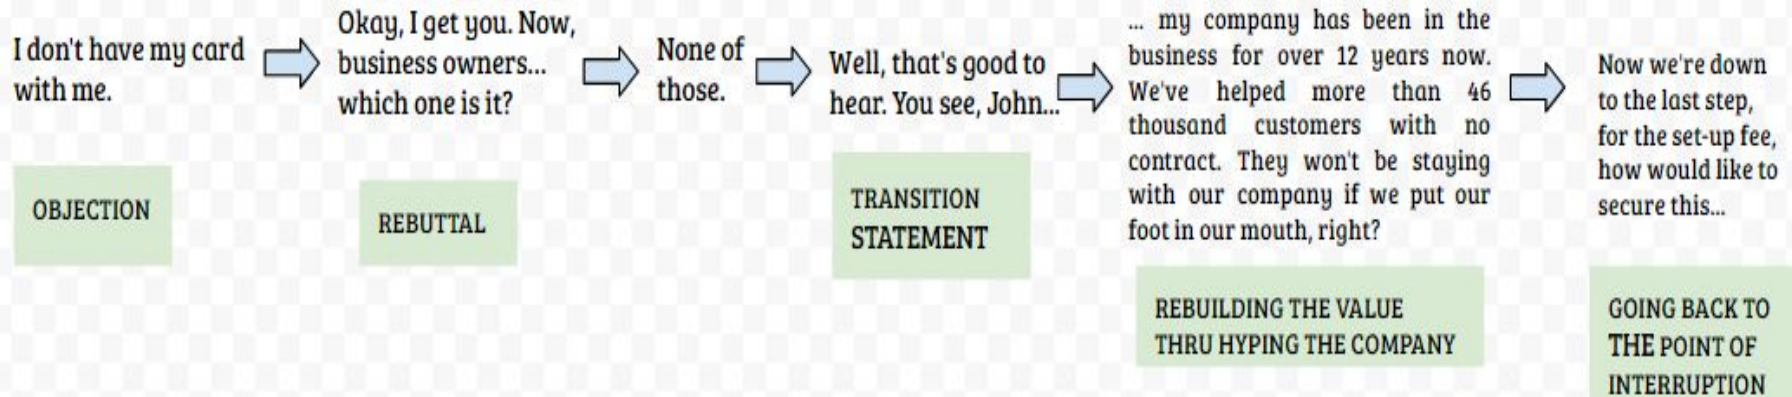 I don't have my card
with me.
OBJECTION
Okay, I get you. Now,
business owners...
which one is it?
REBUTTAL
None of
those.
Well, that's good to
hear. You see, John...
TRANSITION
STATEMENT
... my company has been in the
business for over 12 years now.
We've helped more than 46
thousand customers with no
contract. They won't be staying
with our company if we put our
foot in our mouth, right?
REBUILDING THE VALUE
THRU HYPING THE COMPANY
Now we're down
to the last step,
for the set-up fee,
how would like to
secure this...
GOING BACK TO
THE POINT OF
INTERRUPTION